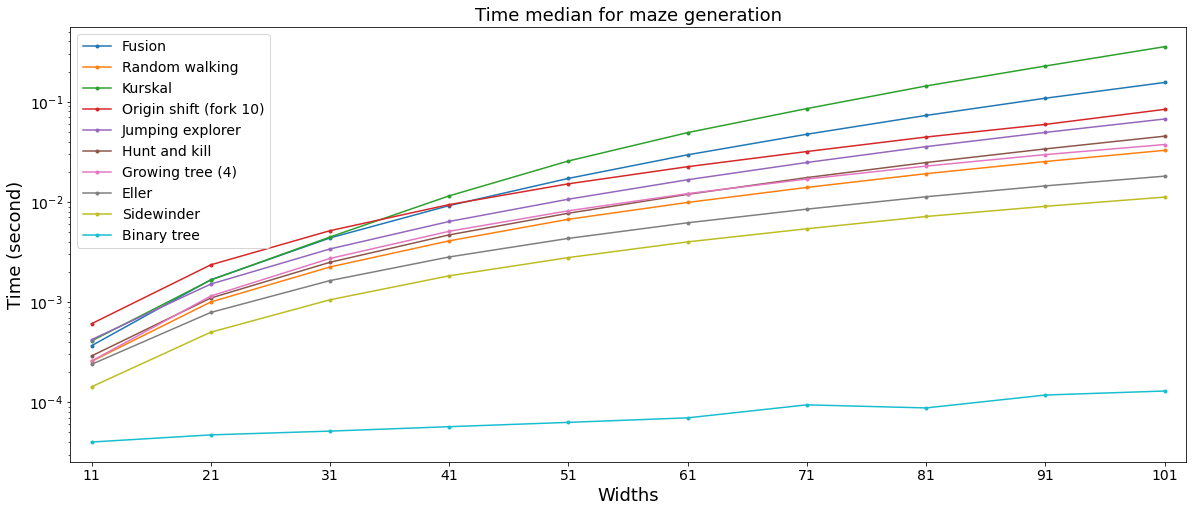 Time median for maze generation
Fusion
Random walking
Kurskal
Origin shift (fork 10)
Jumping explorer
Hunt and kill
Growing tree (4)
Eller
Sidewinder
Binary tree
Time (second)
10⁻¹
10⁻²
10⁻³
10⁻⁴
11 21 31 41 51 61 71 81 91 101
Widths